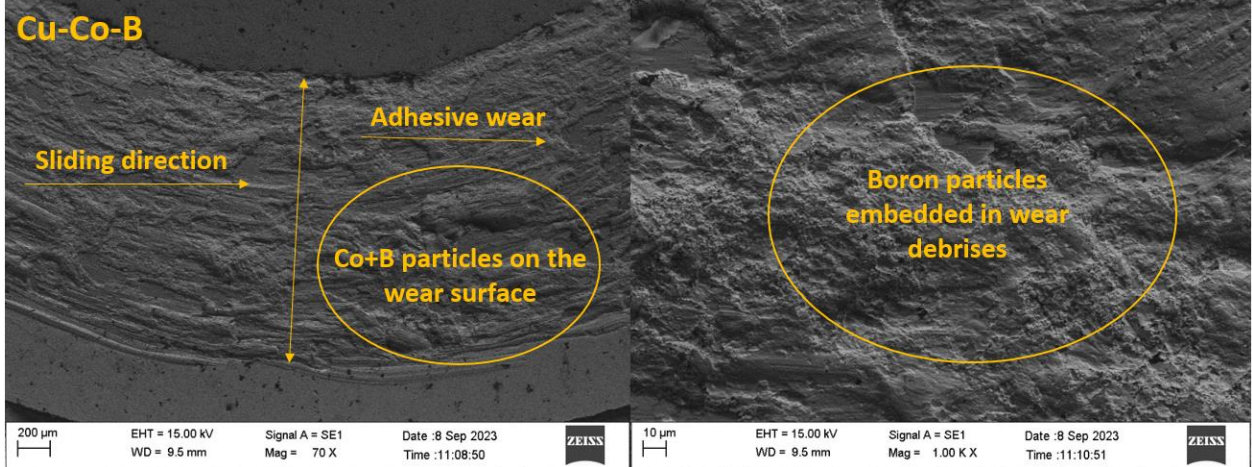 Cu-Co-B
Adhesive wear
Sliding direction
Co+B particles on the
wear surface
200 µm
EHT = 15.00 kV
WD = 9.5 mm
Signal A = SE1
Mag = 70 X
Date :8 Sep 2023
Time :11:08:50
ZEISS
Boron particles
embedded in wear
debrises
10 µm
EHT = 15.00 kV
WD = 9.5 mm
Signal A = SE1
Mag = 1.00 K X
Date :8 Sep 2023
Time :11:10:51
ZEISS